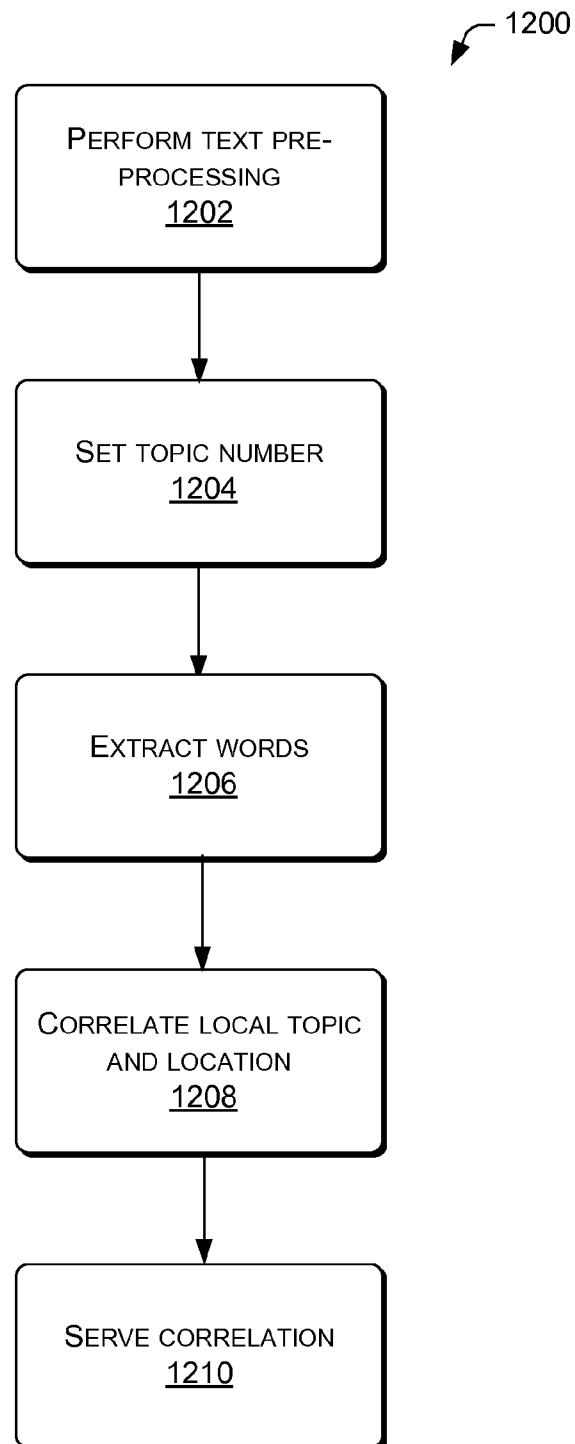 1200
PERFORM TEXT PRE-
PROCESSING
1202
SET TOPIC NUMBER
1204
EXTRACT WORDS
1206
CORRELATE LOCAL TOPIC
AND LOCATION
1208
SERVE CORRELATION
1210